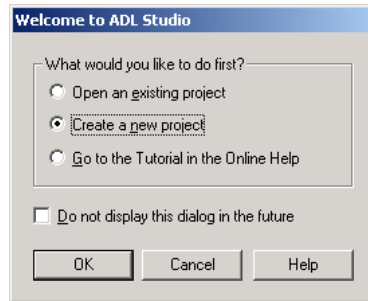 Welcome to ADL Studio
What would you like to do first?
Open an existing project
Create a new project
Go to the Tutorial in the Online Help
Do not display this dialog in the future
OK Cancel Help